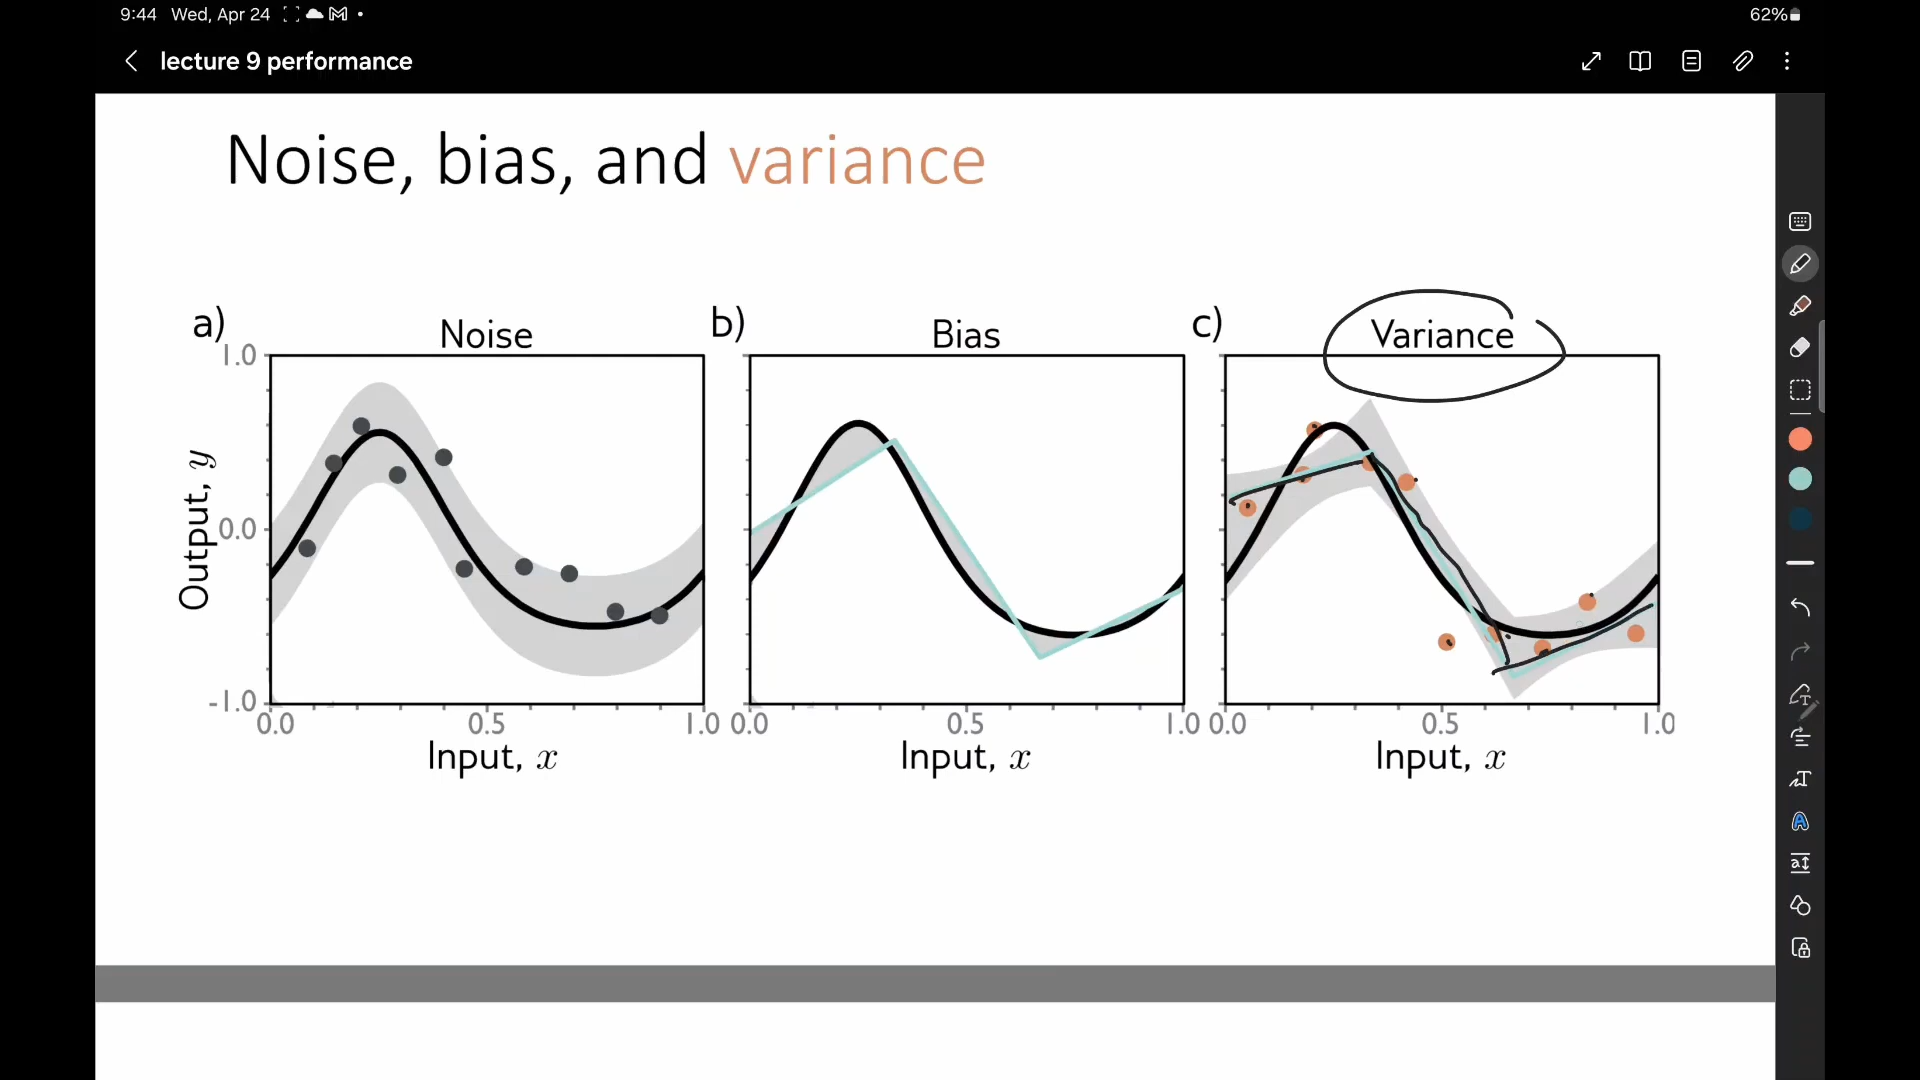 9:44 Wed, Apr 24
62%
lecture 9 performance
Noise, bias, and variance
a) Noise
b) Bias
c) Variance
1.0
0.0
-1.0
Output, y
0.0 0.5 1.0
0.0 0.5 1.0
0.0 0.5 1.0
Input, x
Input, x
Input, x